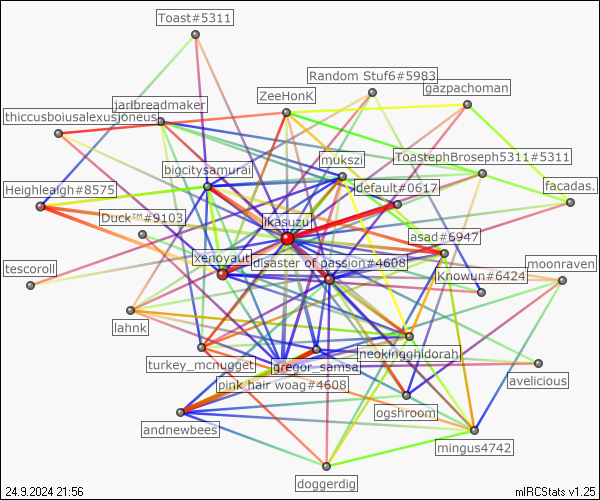 Toast#5311
Random Stuf6#5983
gazpachoman
ZeeHonK
jarlbreadmaker
thiccusboiusalexusjoneus
mukszi
ToastephBroseph5311#5311
bigcitysamurai
default#0617
facadas.
Heighleaigh#8575
Duck™#9103
ikasuzu
asad#6947
xenoyaut
disaster of passion#4608
moonraven
tescoroll
Knowun#6424
lahnk
neokingghidorah
turkey_mcnugget
gregor_samsa
avelicious
pink hair woag#4608
ogshroom
andnewbees
mingus4742
doggerdig
24.9.2024 21:56
mIRCStats v1.25